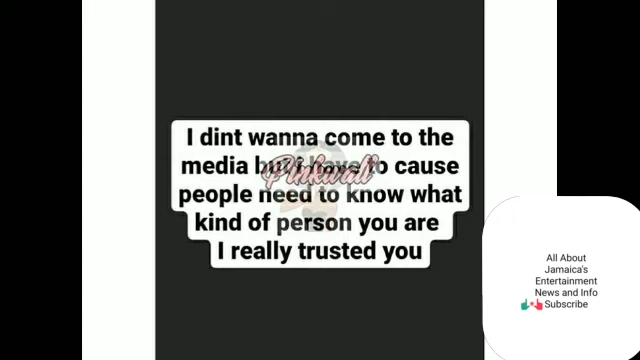 I dint wanna come to the
media but i have to cause
people need to know what
kind of person you are
I really trusted you
Pinkwall
All About
Jamaica's
Entertainment
News and Info
Subscribe